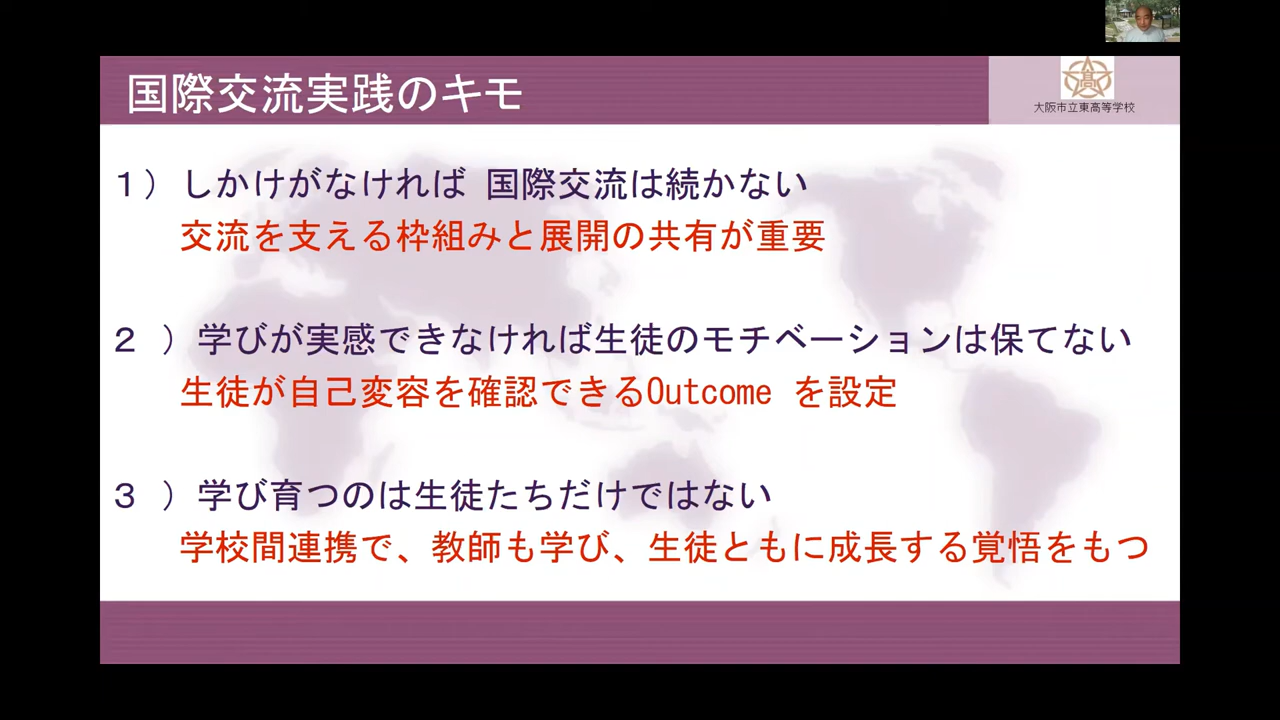 国際交流実践のキモ
高
大阪市立東高等学校
１）しかけがなければ 国際交流は続かない
交流を支える枠組みと展開の共有が重要
２ ）学びが実感できなければ生徒のモチベーションは保てない
生徒が自己変容を確認できるOutcome を設定
３ ）学び育つのは生徒たちだけではない
学校間連携で、教師も学び、生徒ともに成長する覚悟をもつ